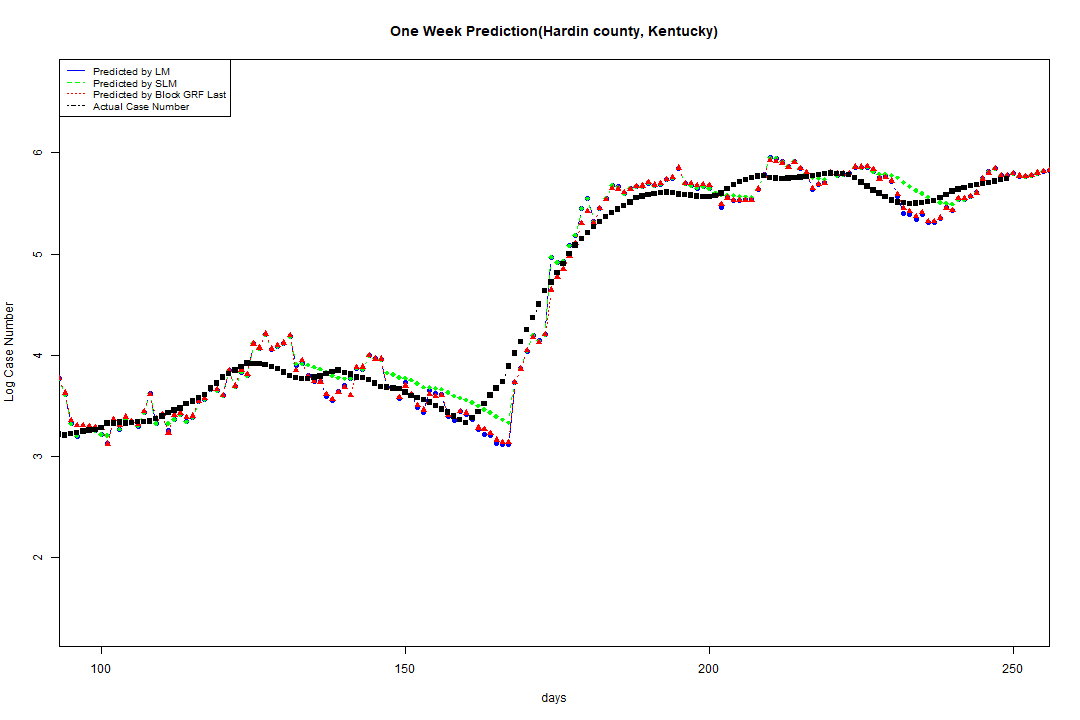 One Week Prediction(Hardin county, Kentucky)
Predicted by LM
Predicted by SLM
Predicted by Block GRF Last
Actual Case Number
6
5
4
3
2
Log Case Number
100
150
200
250
days